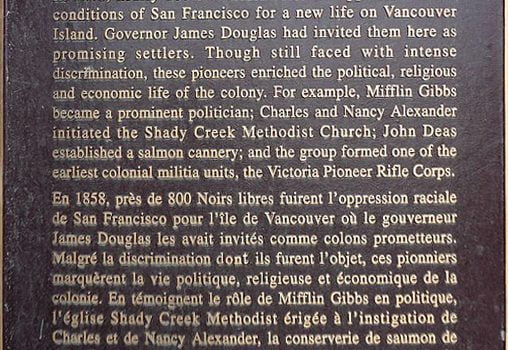 conditions of San Francisco for a new life on Vancouver
Island. Governor James Douglas had invited them here as
promising settlers. Though still faced with intense
discrimination, these pioneers enriched the political, religious
and economic life of the colony. For example, Mifflin Gibbs
became a prominent politician; Charles and Nancy Alexander
initiated the Shady Creek Methodist Church; John Deas
established a salmon cannery; and the group formed one of the
earliest colonial militia units, the Victoria Pioneer Rifle Corps.
En 1858, près de 800 Noirs libres fuirent l'oppression raciale
de San Francisco pour l'île de Vancouver où le gouverneur
James Douglas les avait invités comme colons prometteurs.
Malgré la discrimination dont ils furent l'objet, ces pionniers
marquèrent la vie politique, religieuse et économique de la
colonie. En témoignent le rôle de Mifflin Gibbs en politique,
l'église Shady Creek Methodist érigée à l'instigation de
Charles et de Nancy Alexander, la conserverie de saumon de